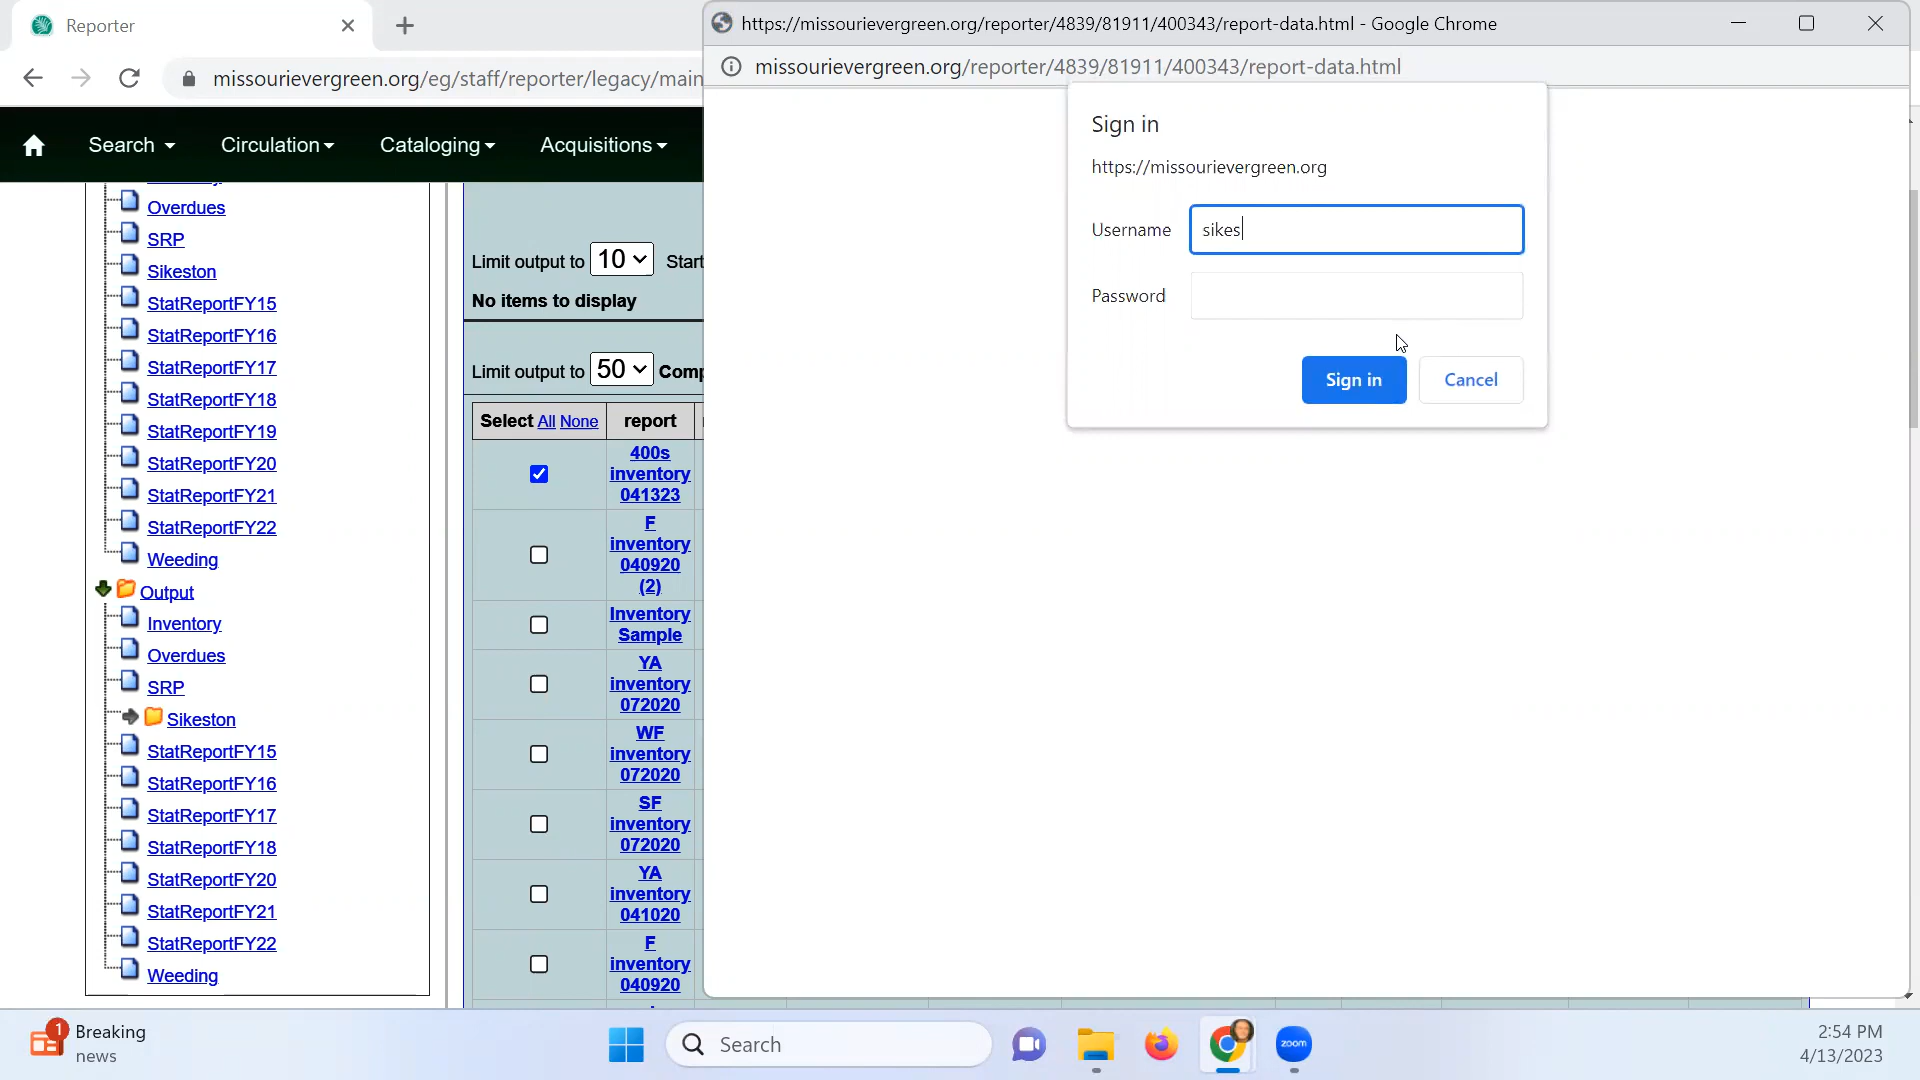 Reporter
https://missourievergreen.org/reporter/4839/81911/400343/report-data.html - Google Chrome
missourievergreen.org/eg/staff/reporter/legacy/main
missourievergreen.org/reporter/4839/81911/400343/report-data.html
Search
Circulation
Cataloging
Acquisitions
Sign in
https://missourievergreen.org
Username
sikes
Password
Sign in
Cancel
Overdues
SRP
Sikeston
StatReportFY15
StatReportFY16
StatReportFY17
StatReportFY18
StatReportFY19
StatReportFY20
StatReportFY21
StatReportFY22
Weeding
Output
Inventory
Overdues
SRP
Sikeston
StatReportFY15
StatReportFY16
StatReportFY17
StatReportFY18
StatReportFY20
StatReportFY21
StatReportFY22
Weeding
Limit output to 10 Start
No items to display
Limit output to 50 Comp
Select All None
report
400s
inventory
041323
F
inventory
040920
(2)
Inventory
Sample
YA
inventory
072020
WF
inventory
072020
SF
inventory
072020
YA
inventory
041020
F
inventory
040920
1
Breaking
news
Search
zoom
2:54 PM
4/13/2023